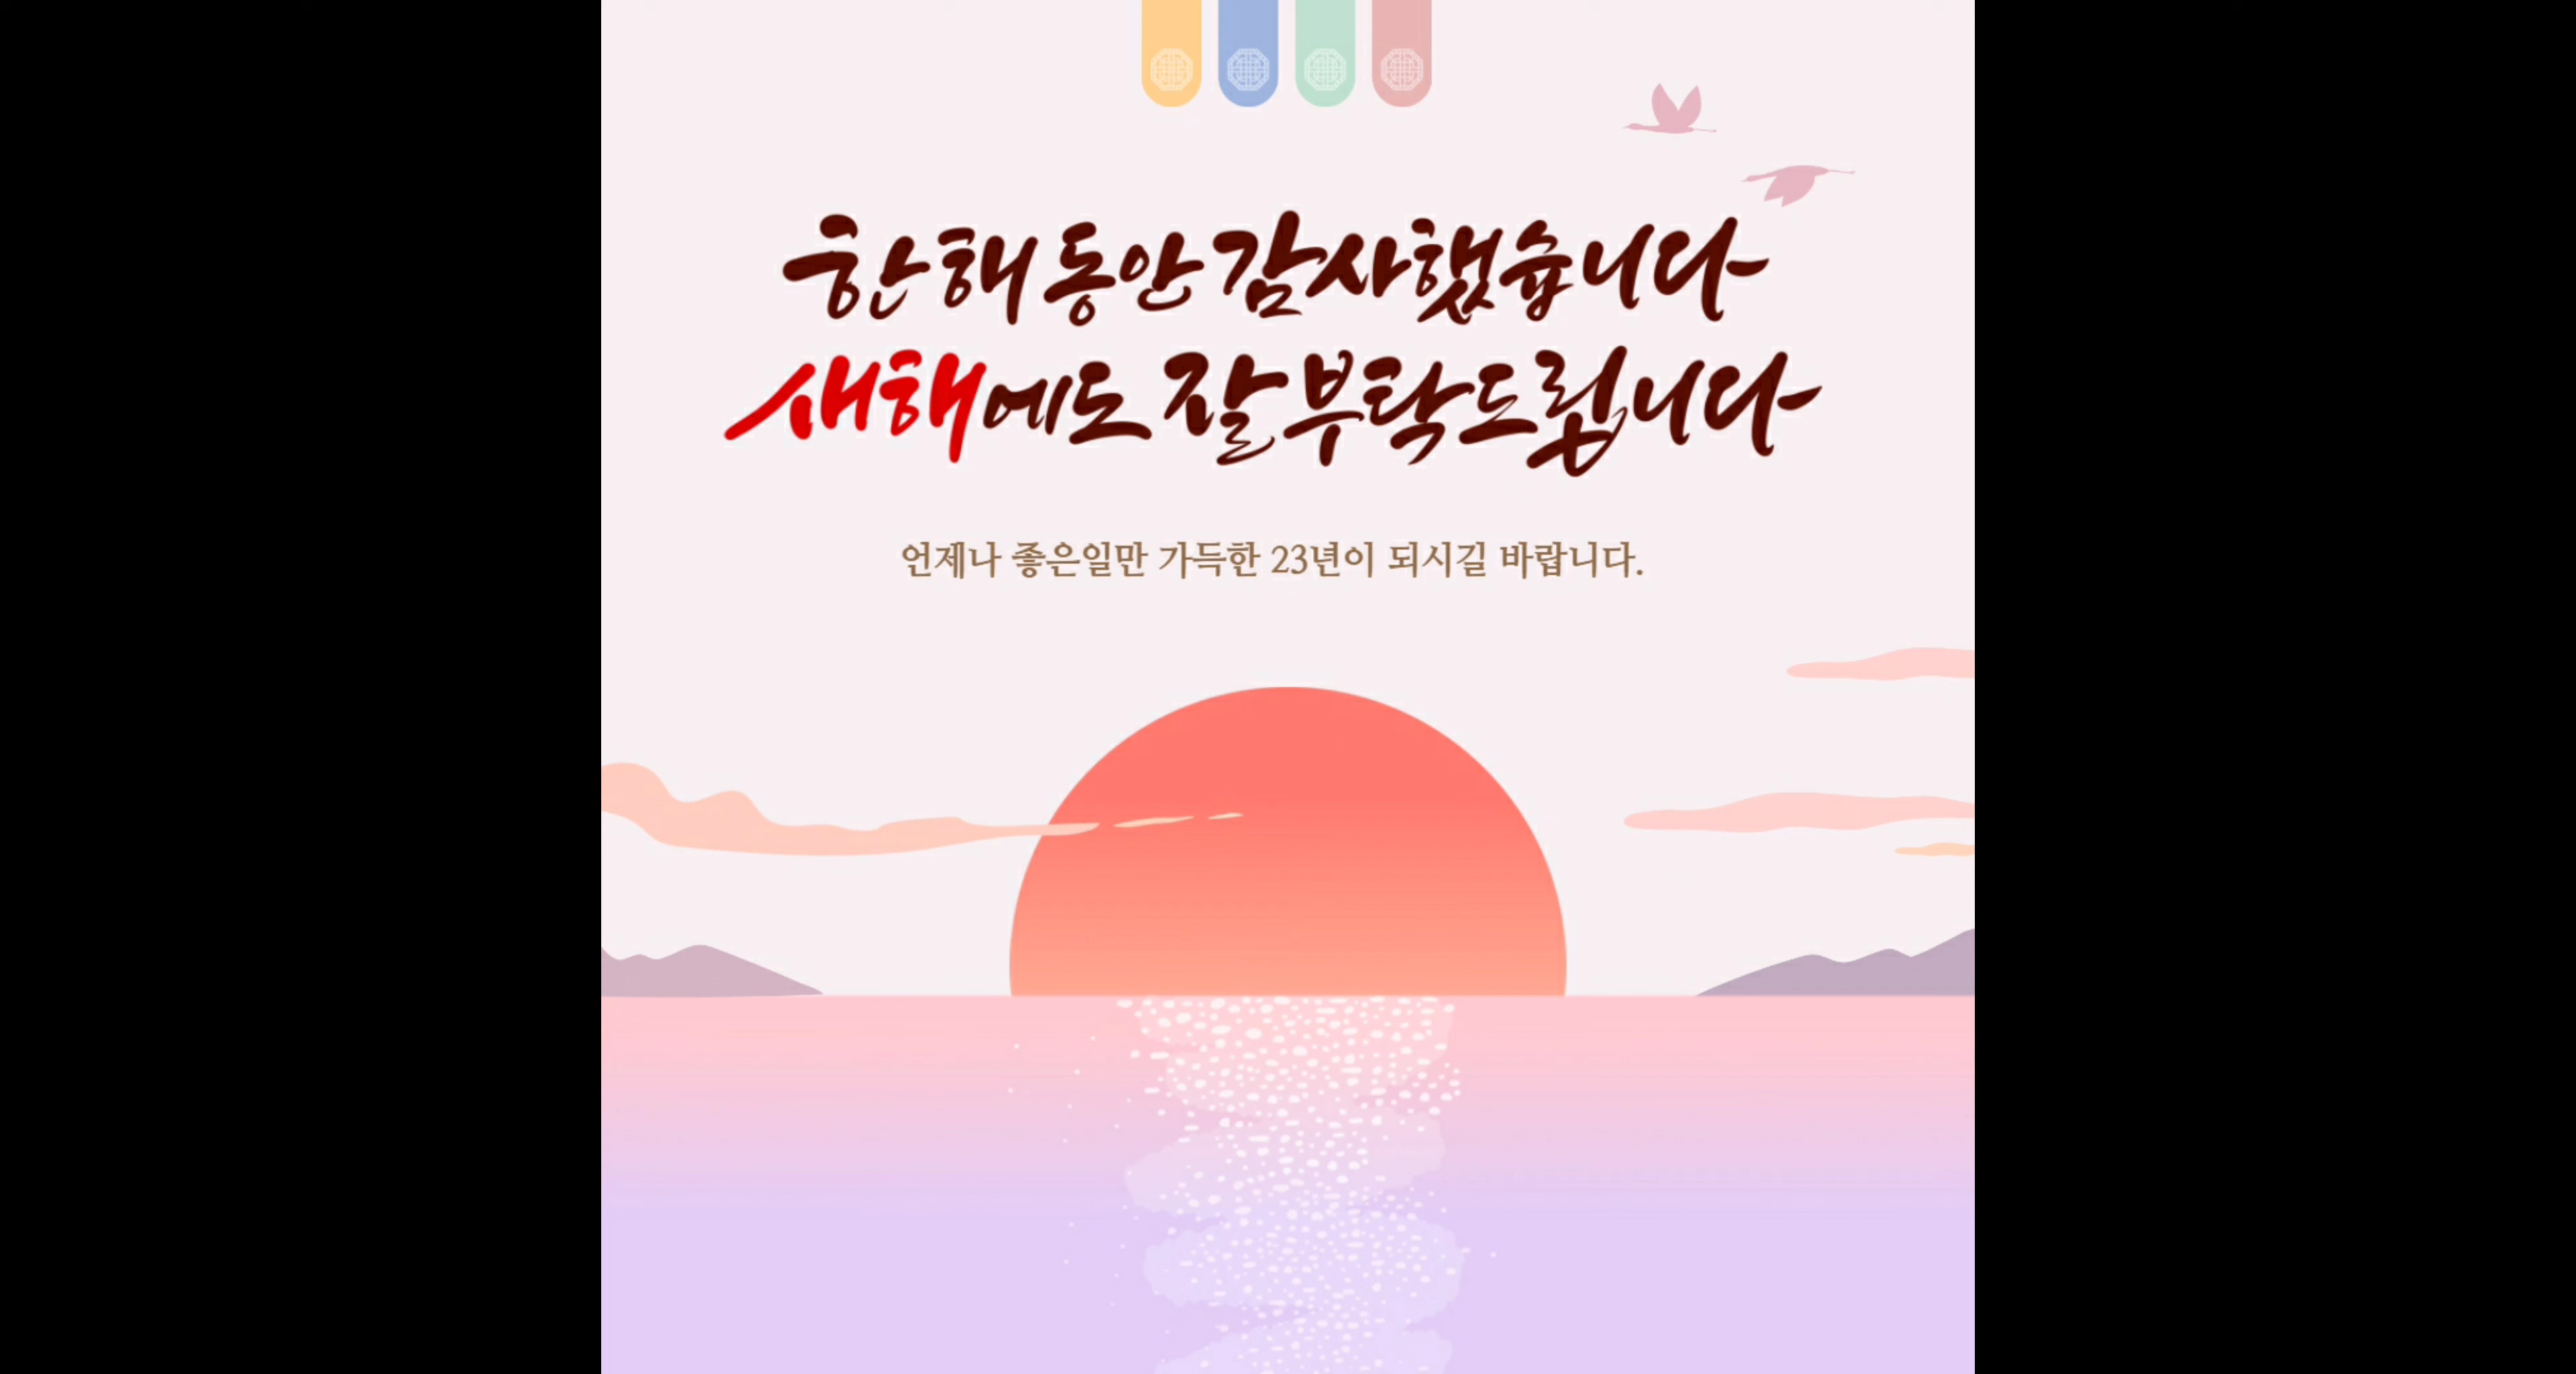 한해 동안 감사했습니다
새해에도 잘 부탁드립니다
언제나 좋은일만 가득한 23년이 되시길 바랍니다.